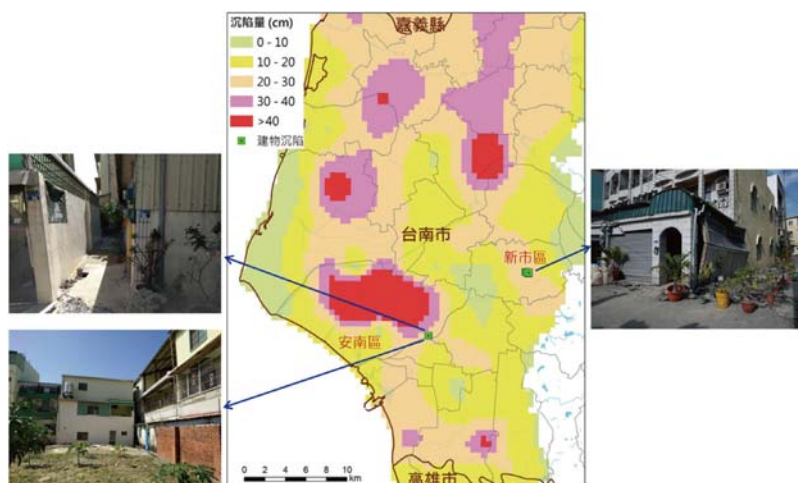 沉陷量 (cm)
0 - 10
10 - 20
20 - 30
30 - 40
>40
建物沉陷
嘉義縣
台南市
新市區
安南區
高雄市
0 2 4 6 8 10
km